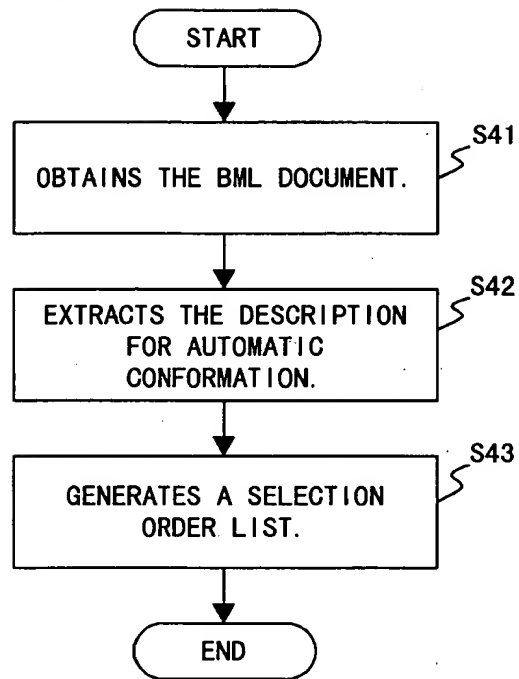 START
S41
OBTAINS THE BML DOCUMENT.
S42
EXTRACTS THE DESCRIPTION
FOR AUTOMATIC
CONFORMATION.
S43
GENERATES A SELECTION
ORDER LIST.
END